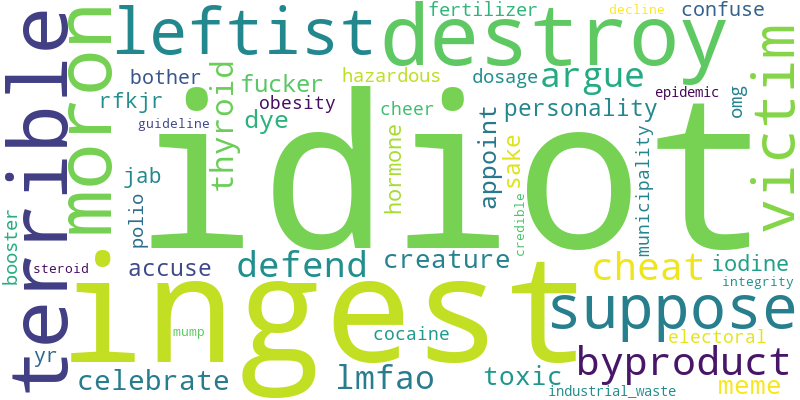 idiot
ingest
destroy
terrible
leftist
moron
suppose
victim
byproduct
defend
cheat
argue
lmfao
celebrate
toxic
creature
personality
thyroid
fucker
dye
iodine
meme
accuse
jab
rfkjr
appoint
sake
hormone
electoral
obesity
bother
hazardous
fertilizer
confuse
decline
dosage
epidemic
omg
cheer
guideline
municipality
credible
polio
booster
steroid
mump
cocaine
yr
integrity
industrial_waste